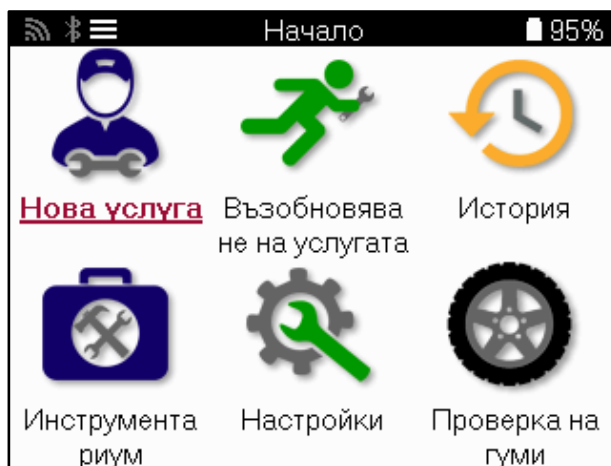 Начало 95%
Нова услуга
Възобновява
не на услугата
История
Инструмента
риум
Настройки
Проверка на
гуми